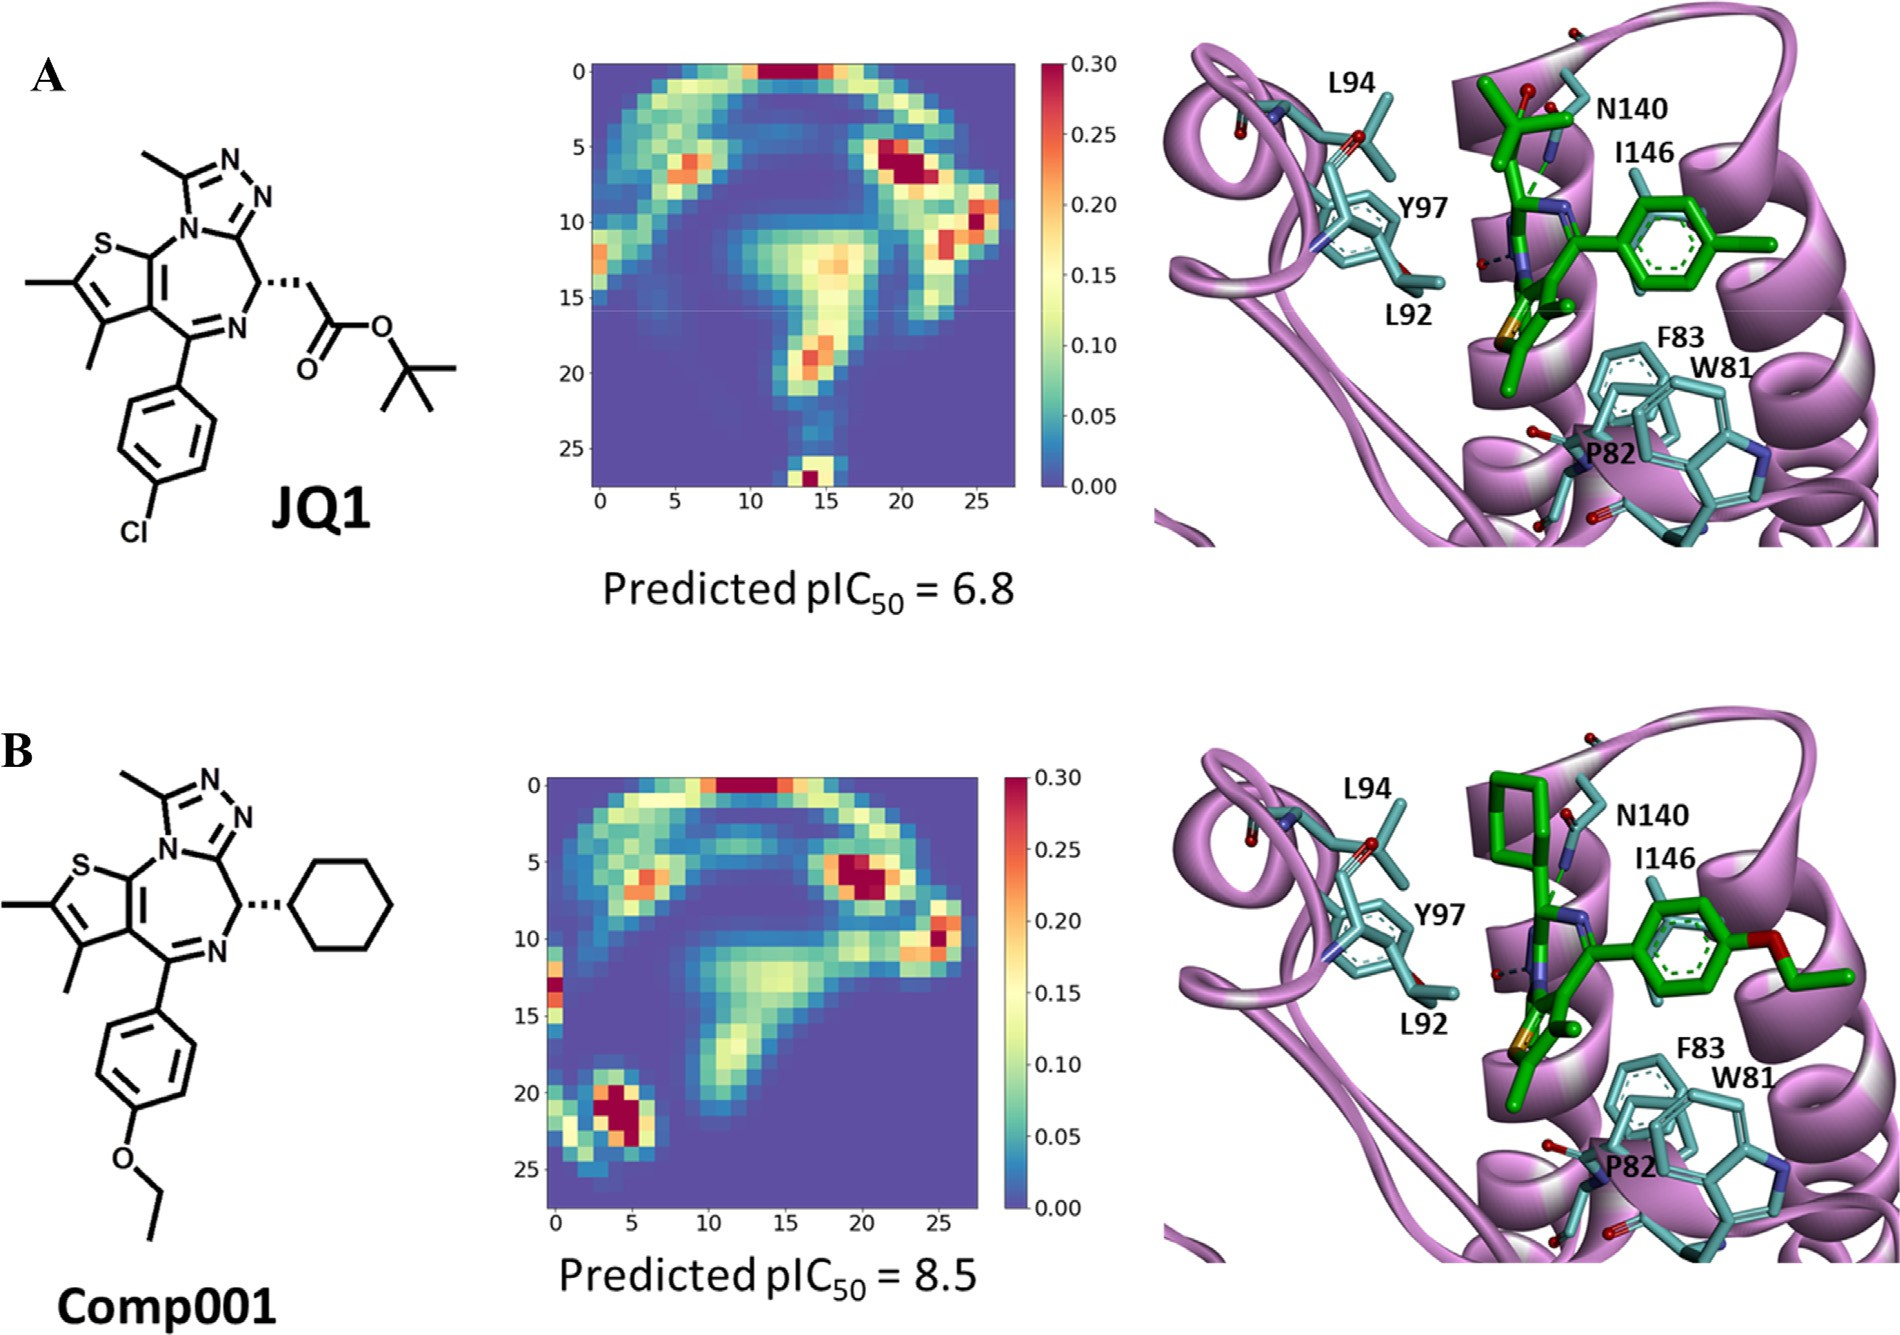 A
N
N
N
S
N
O
O
Cl
JQ1
0
5
10
15
20
25
0 5 10 15 20 25
0.30
0.25
0.20
0.15
0.10
0.05
0.00
Predicted pIC50 = 6.8
L94
N140
I146
Y97
L92
F83
W81
P82
B
N
N
N
S
N
O
Comp001
0
5
10
15
20
25
0 5 10 15 20 25
0.30
0.25
0.20
0.15
0.10
0.05
0.00
Predicted pIC50 = 8.5
L94
N140
I146
Y97
L92
F83
W81
P82